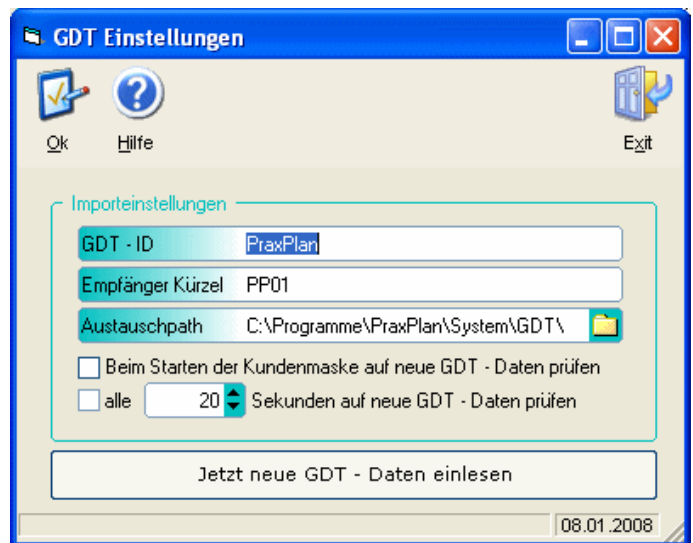 GDT Einstellungen
Ok Hilfe Exit
Importeinstellungen
GDT - ID PraxPlan
Empfänger Kürzel PP01
Austauschpath C:\Programme\PraxPlan\System\GDT\
Beim Starten der Kundenmaske auf neue GDT - Daten prüfen
alle 20 Sekunden auf neue GDT - Daten prüfen
Jetzt neue GDT - Daten einlesen
08.01.2008